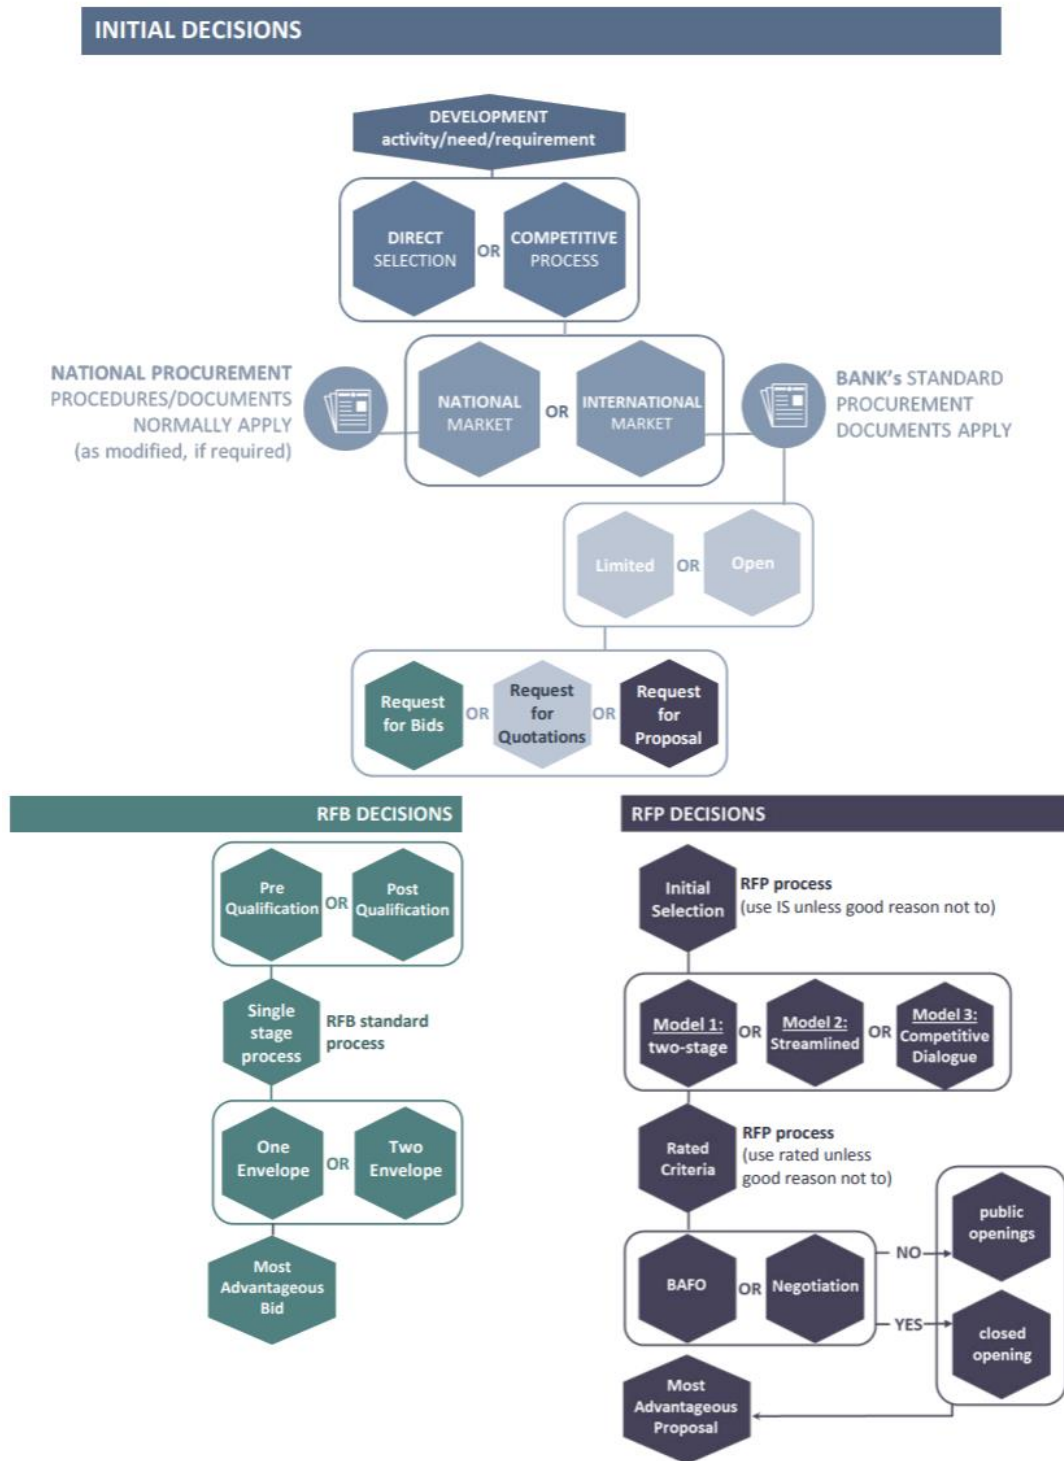 INITIAL DECISIONS
DEVELOPMENT
activity/need/requirement
DIRECT
SELECTION
OR
COMPETITIVE
PROCESS
NATIONAL PROCUREMENT
PROCEDURES/DOCUMENTS
NORMALLY APPLY
(as modified, if required)
NATIONAL
MARKET
OR
INTERNATIONAL
MARKET
BANK's STANDARD
PROCUREMENT
DOCUMENTS APPLY
Limited
OR
Open
Request
for Bids
OR
Request
for
Quotations
OR
Request
for
Proposal
RFB DECISIONS
Pre
Qualification
OR
Post
Qualification
Single
stage
process
RFB standard
process
One
Envelope
OR
Two
Envelope
Most
Advantageous
Bid
RFP DECISIONS
Initial
Selection
RFP process
(use IS unless good reason not to)
Model 1:
two-stage
OR
Model 2:
Streamlined
OR
Model 3:
Competitive
Dialogue
Rated
Criteria
RFP process
(use rated unless
good reason not to)
BAFO
OR
Negotiation
NO
public
openings
YES
closed
opening
Most
Advantageous
Proposal